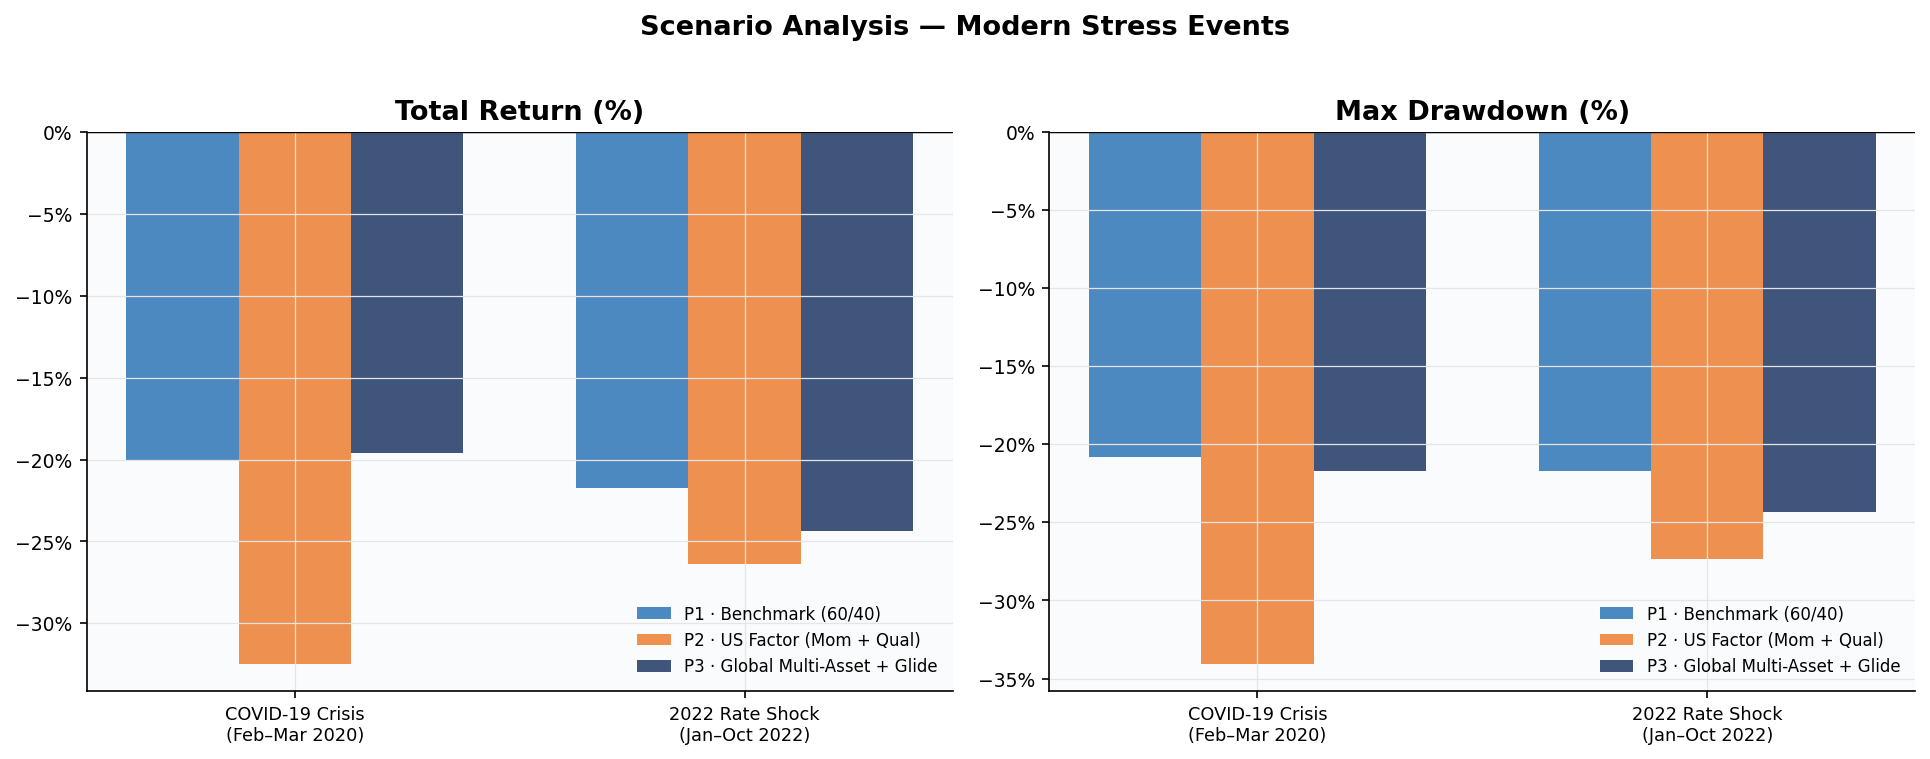 Scenario Analysis — Modern Stress Events
Total Return (%)
0%
−5%
−10%
−15%
−20%
−25%
−30%
P1 · Benchmark (60/40)
P2 · US Factor (Mom + Qual)
P3 · Global Multi-Asset + Glide
COVID-19 Crisis
(Feb–Mar 2020)
2022 Rate Shock
(Jan–Oct 2022)
Max Drawdown (%)
0%
−5%
−10%
−15%
−20%
−25%
−30%
−35%
P1 · Benchmark (60/40)
P2 · US Factor (Mom + Qual)
P3 · Global Multi-Asset + Glide
COVID-19 Crisis
(Feb–Mar 2020)
2022 Rate Shock
(Jan–Oct 2022)